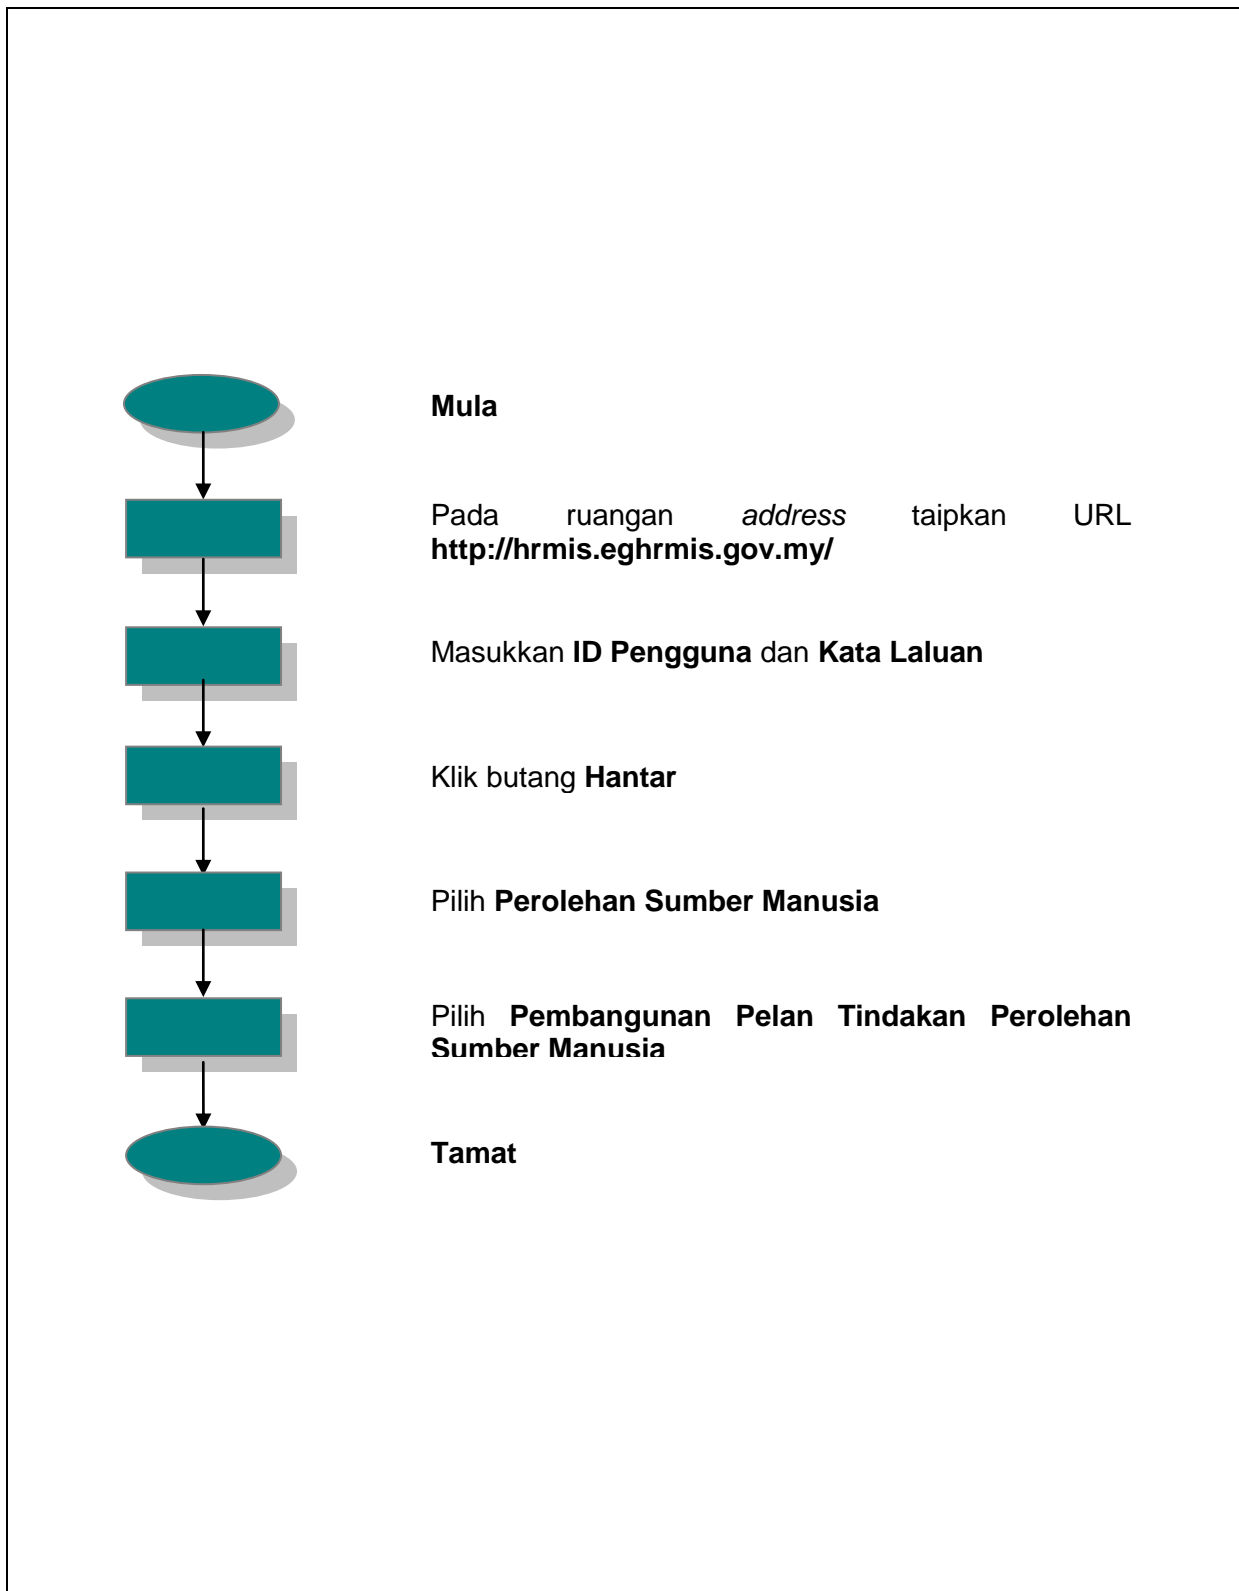 Mula
Pada ruangan address taipkan URL
http://hrmis.eghrmis.gov.my/
Masukkan ID Pengguna dan Kata Laluan
Klik butang Hantar
Pilih Perolehan Sumber Manusia
Pilih Pembangunan Pelan Tindakan Perolehan
Sumber Manusia
Tamat